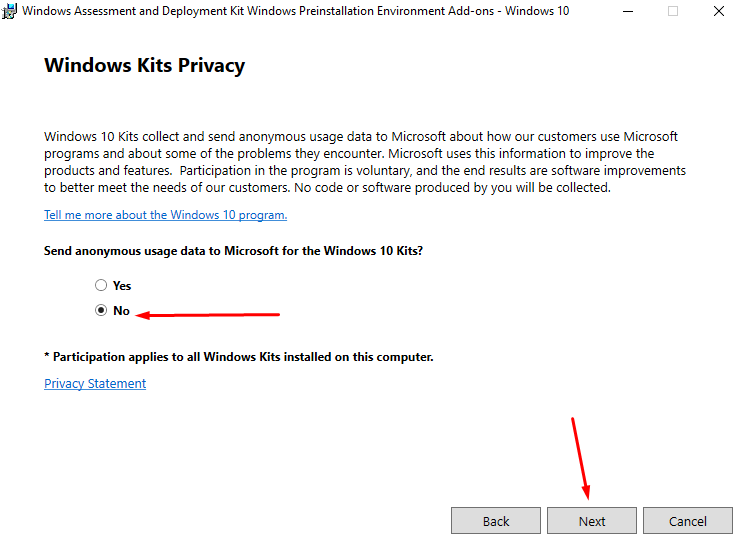 Windows Assessment and Deployment Kit Windows Preinstallation Environment Add-ons - Windows 10
Windows Kits Privacy
Windows 10 Kits collect and send anonymous usage data to Microsoft about how our customers use Microsoft
programs and about some of the problems they encounter. Microsoft uses this information to improve the
products and features.  Participation in the program is voluntary, and the end results are software improvements
to better meet the needs of our customers. No code or software produced by you will be collected.
Tell me more about the Windows 10 program.
Send anonymous usage data to Microsoft for the Windows 10 Kits?
Yes
No
* Participation applies to all Windows Kits installed on this computer.
Privacy Statement
Back
Next
Cancel